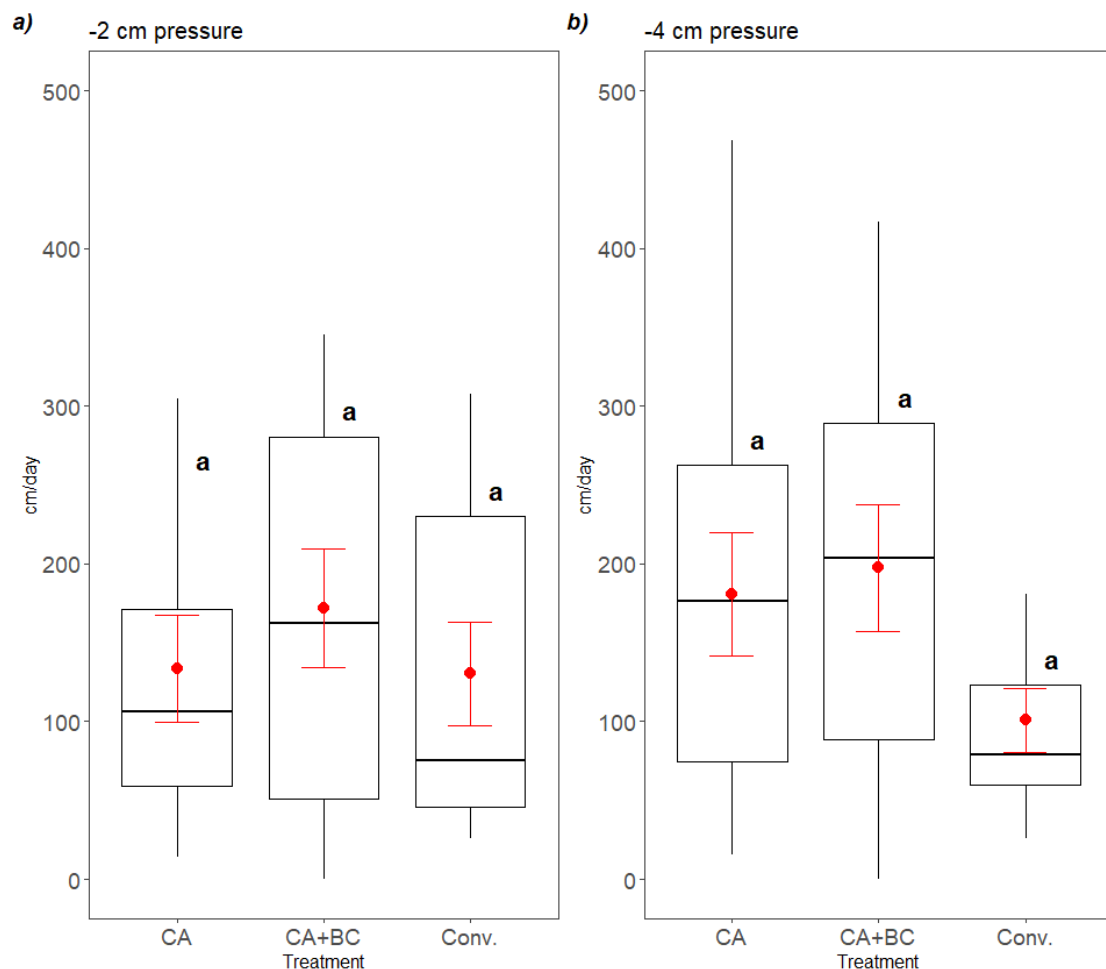 a)
-2 cm pressure
500
400
300
200
100
0
cm/day
a
a
a
CA
CA+BC
Conv.
Treatment
b)
-4 cm pressure
500
400
300
200
100
0
cm/day
a
a
a
CA
CA+BC
Conv.
Treatment